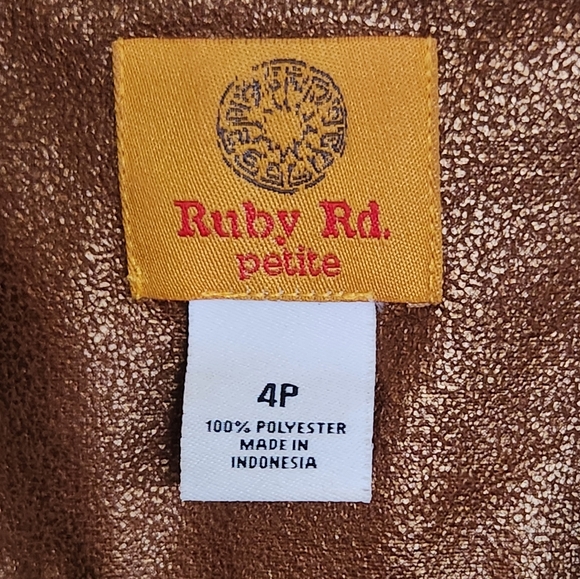 Ruby Rd.
petite
4P
100% POLYESTER
MADE IN
INDONESIA